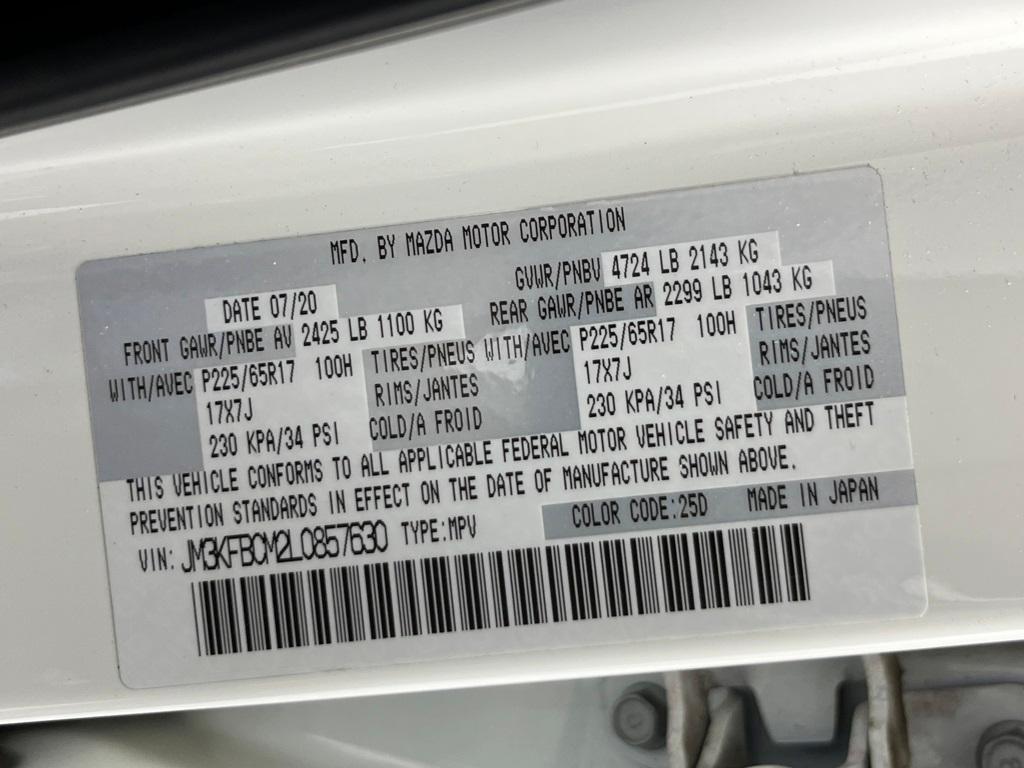 MFD. BY MAZDA MOTOR CORPORATION
DATE 07/20 GVWR/PNBV 4724 LB 2143 KG
FRONT GAWR/PNBE AV 2425 LB 1100 KG REAR GAWR/PNBE AR 2299 LB 1043 KG
WITH/AVEC P225/65R17 100H TIRES/PNEUS WITH/AVEC P225/65R17 100H TIRES/PNEUS
17X7J RIMS/JANTES 17X7J RIMS/JANTES
230 KPA/34 PSI COLD/A FROID 230 KPA/34 PSI COLD/A FROID
THIS VEHICLE CONFORMS TO ALL APPLICABLE FEDERAL MOTOR VEHICLE SAFETY AND THEFT
PREVENTION STANDARDS IN EFFECT ON THE DATE OF MANUFACTURE SHOWN ABOVE.
VIN: JM3KFBCM2L0857630 TYPE:MPV COLOR CODE:25D MADE IN JAPAN